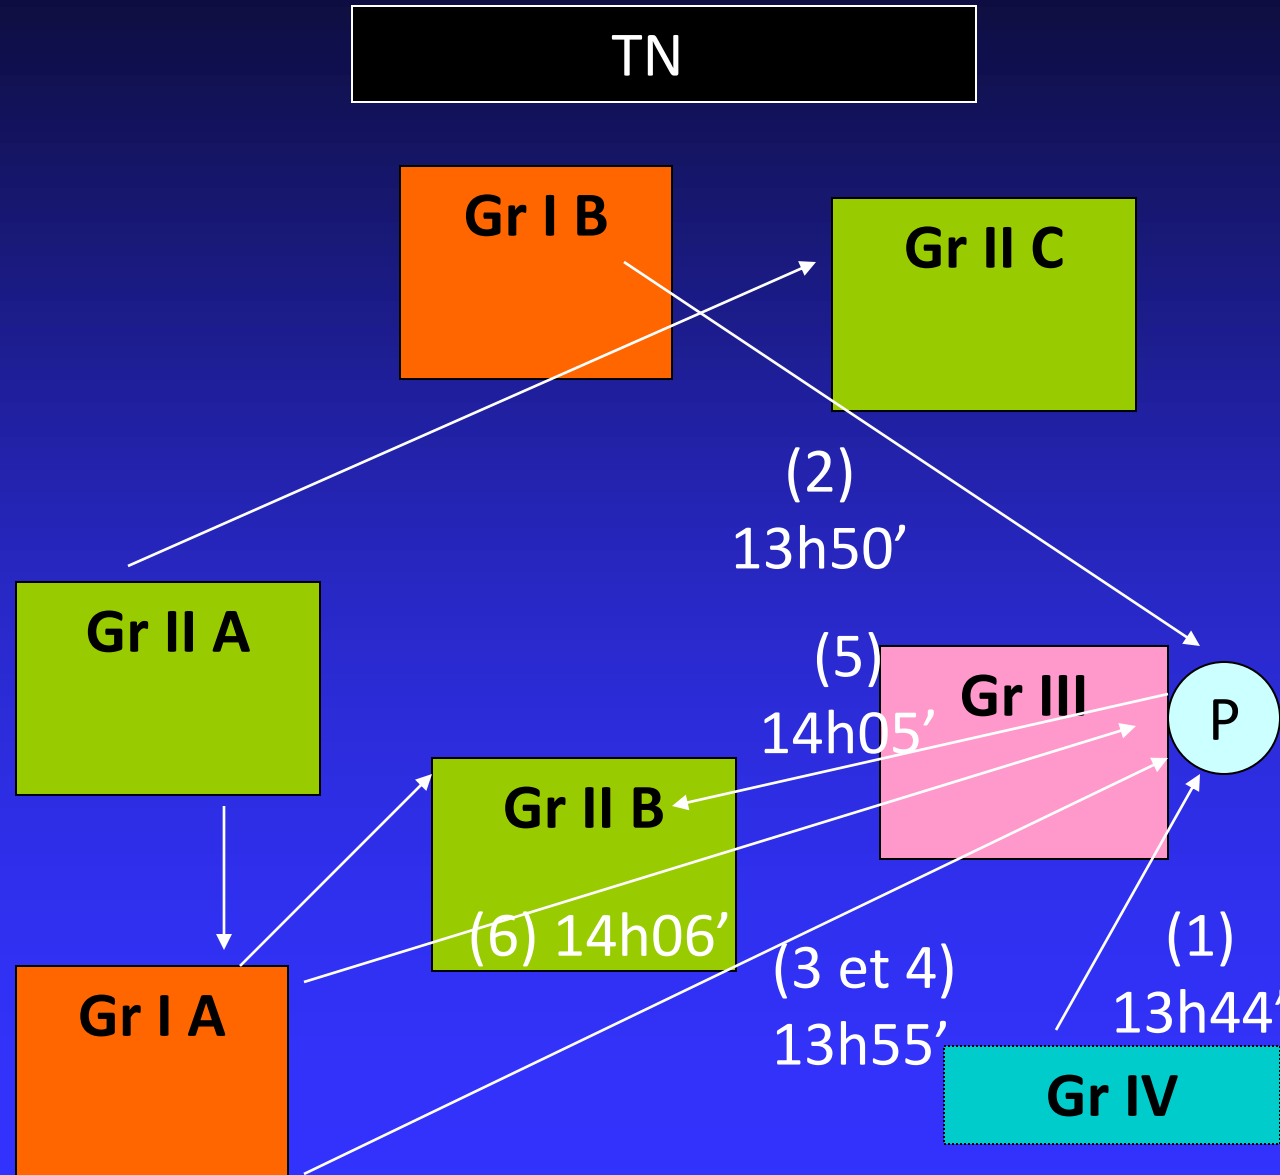 TN
Gr I B
Gr II C
(2)
13h50’
Gr II A
(5)
14h05’
Gr III
P
Gr II B
(6) 14h06’
(3 et 4)
13h55’
(1)
13h44’
Gr I A
Gr IV